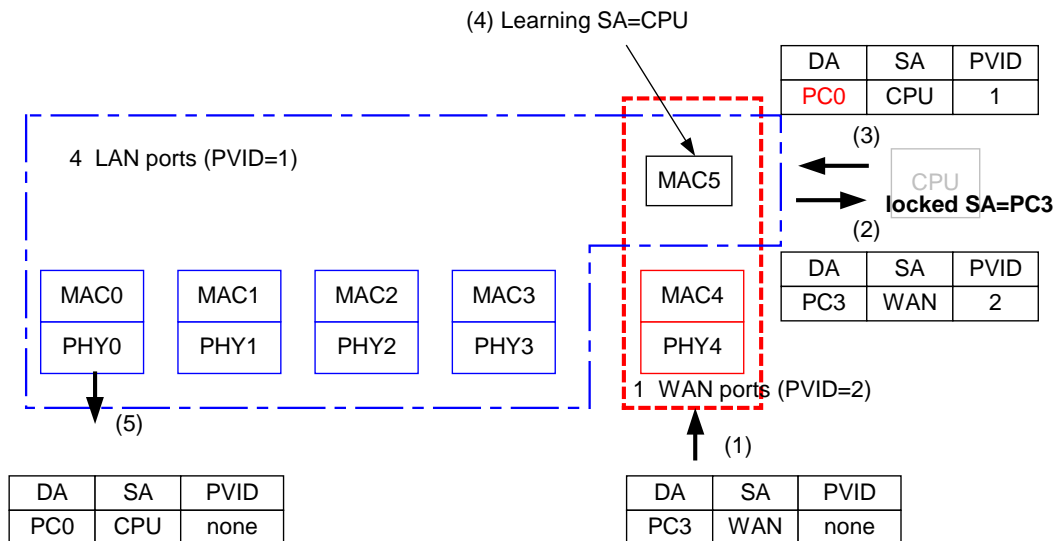 (4) Learning SA=CPU
DA SA PVID
PC0 CPU 1
4 LAN ports (PVID=1)
(3)
MAC5
CPU
locked SA=PC3
(2)
DA SA PVID
PC3 WAN 2
MAC0 MAC1 MAC2 MAC3 MAC4
PHY0 PHY1 PHY2 PHY3 PHY4
1 WAN ports (PVID=2)
(5)
(1)
DA SA PVID
PC0 CPU none
DA SA PVID
PC3 WAN none